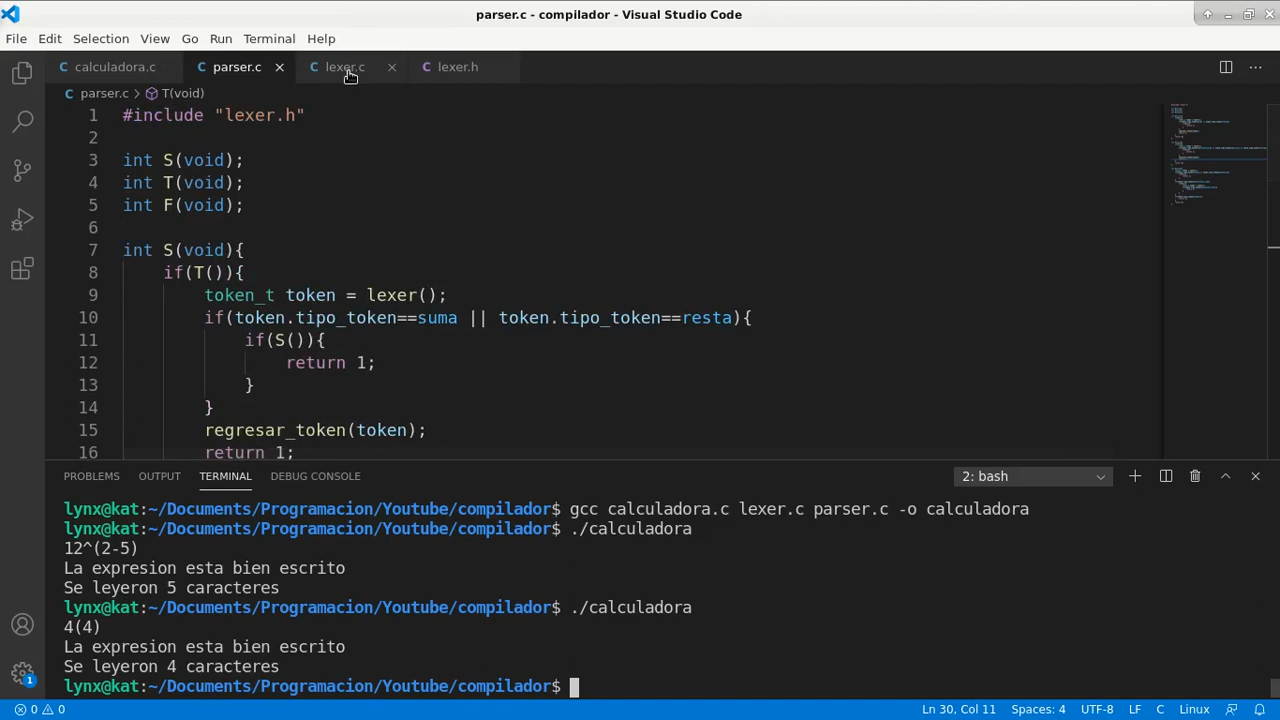 parser.c - compilador - Visual Studio Code
File Edit Selection View Go Run Terminal Help
calculadora.c parser.c lexer.c lexer.h
parser.c > T(void)
1 #include "lexer.h"
2
3 int S(void);
4 int T(void);
5 int F(void);
6
7 int S(void){
8 if(T()){
9 token_t token = lexer();
10 if(token.tipo_token==suma || token.tipo_token==resta){
11 if(S()){
12 return 1;
13 }
14 }
15 regresar_token(token);
16 return 1;
PROBLEMS OUTPUT TERMINAL DEBUG CONSOLE 2: bash
lynx@kat:~/Documents/Programacion/Youtube/compilador$ gcc calculadora.c lexer.c parser.c -o calculadora
lynx@kat:~/Documents/Programacion/Youtube/compilador$ ./calculadora
12^(2-5)
La expresion esta bien escrito
Se leyeron 5 caracteres
lynx@kat:~/Documents/Programacion/Youtube/compilador$ ./calculadora
4(4)
La expresion esta bien escrito
Se leyeron 4 caracteres
lynx@kat:~/Documents/Programacion/Youtube/compilador$
1
0 0 Ln 30, Col 11 Spaces: 4 UTF-8 LF C Linux